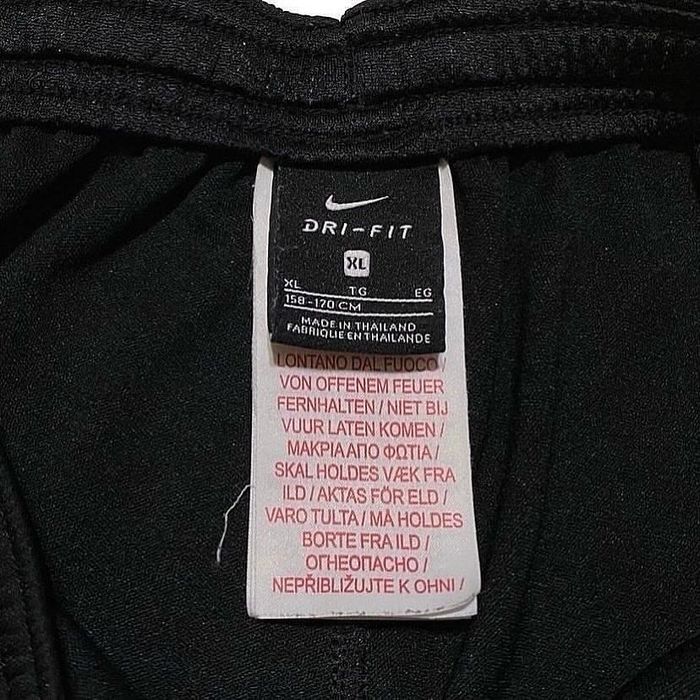 DRI-FIT
XL
XL TG EG
158-170 CM
MADE IN THAILAND
FABRIQUE EN THAILANDE
LONTANO DAL FUOCO /
VON OFFENEM FEUER
FERNHALTEN / NIET BIJ
VUUR LATEN KOMEN /
ΜΑΚΡΙΑ ΑΠΟ ΦΩΤΙΑ /
SKAL HOLDES VÆK FRA
ILD / AKTAS FÖR ELD /
VARO TULTA / MÅ HOLDES
BORTE FRA ILD /
ОГНЕОПАСНО /
NEPŘIBLIŽUJTE K OHNI /